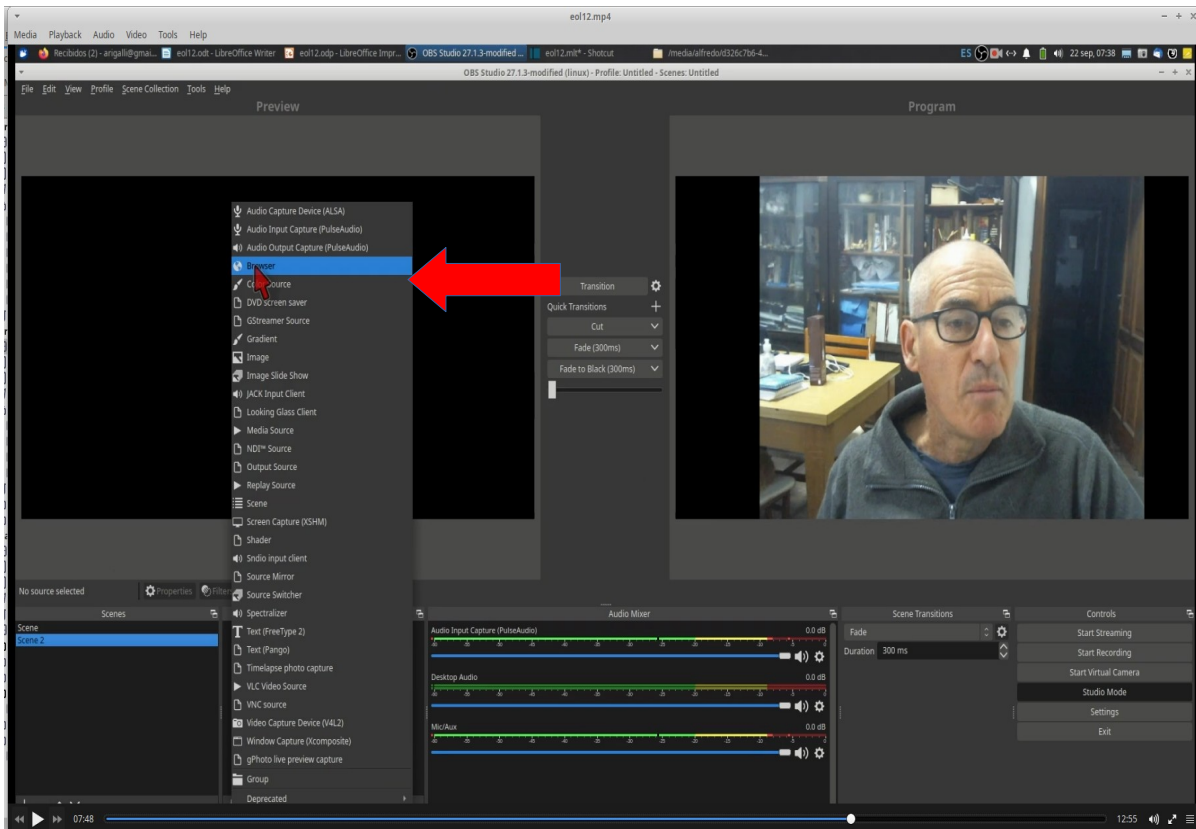 eol12.mp4
Media Playback Audio Video Tools Help
Recibidos (2) - arigalli@gmai... eol12.odt - LibreOffice Writer eol12.odp - LibreOffice Impr... OBS Studio 27.1.3-modified ... eol12.mlt* - Shotcut /media/alfredo/d326c7b6-4... ES 22 sep, 07:38
OBS Studio 27.1.3-modified (linux) - Profile: Untitled - Scenes: Untitled
File Edit View Profile Scene Collection Tools Help
Preview Program
Audio Capture Device (ALSA)
Audio Input Capture (PulseAudio)
Audio Output Capture (PulseAudio)
Browser
Source
DVD screen saver
GStreamer Source
Gradient
Image
Image Slide Show
JACK Input Client
Looking Glass Client
Media Source
NDI™ Source
Output Source
Replay Source
Scene
Screen Capture (XSHM)
Shader
Sndio input client
Source Mirror
Source Switcher
Spectralizer
Text (FreeType 2)
Text (Pango)
Timelapse photo capture
VLC Video Source
VNC source
Video Capture Device (V4L2)
Window Capture (Xcomposite)
gPhoto live preview capture
Group
Deprecated
Transition
Quick Transitions
Cut
Fade (300ms)
Fade to Black (300ms)
No source selected Properties
Scenes
Scene
Scene 2
Audio Mixer
Audio Input Capture (PulseAudio) 0.0 dB
Desktop Audio 0.0 dB
Mic/Aux 0.0 dB
Scene Transitions
Fade
Duration 300 ms
Controls
Start Streaming
Start Recording
Start Virtual Camera
Studio Mode
Settings
Exit
07:48 12:55